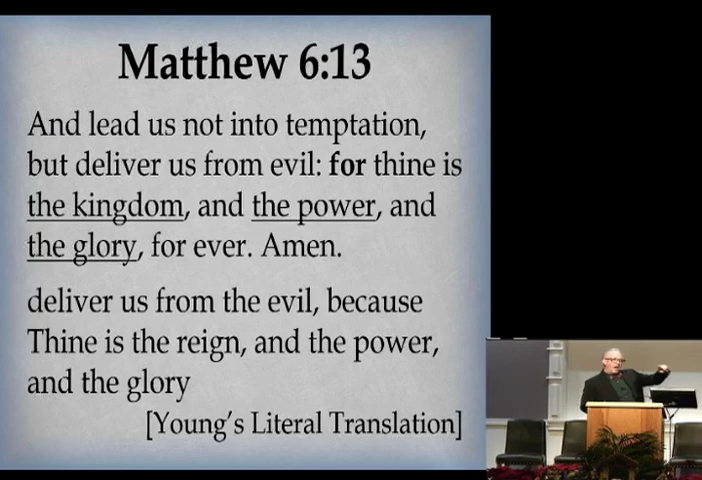 Matthew 6:13
And lead us not into temptation,
but deliver us from evil: for thine is
the kingdom, and the power, and
the glory, for ever. Amen.
deliver us from the evil, because
Thine is the reign, and the power,
and the glory
[Young's Literal Translation]